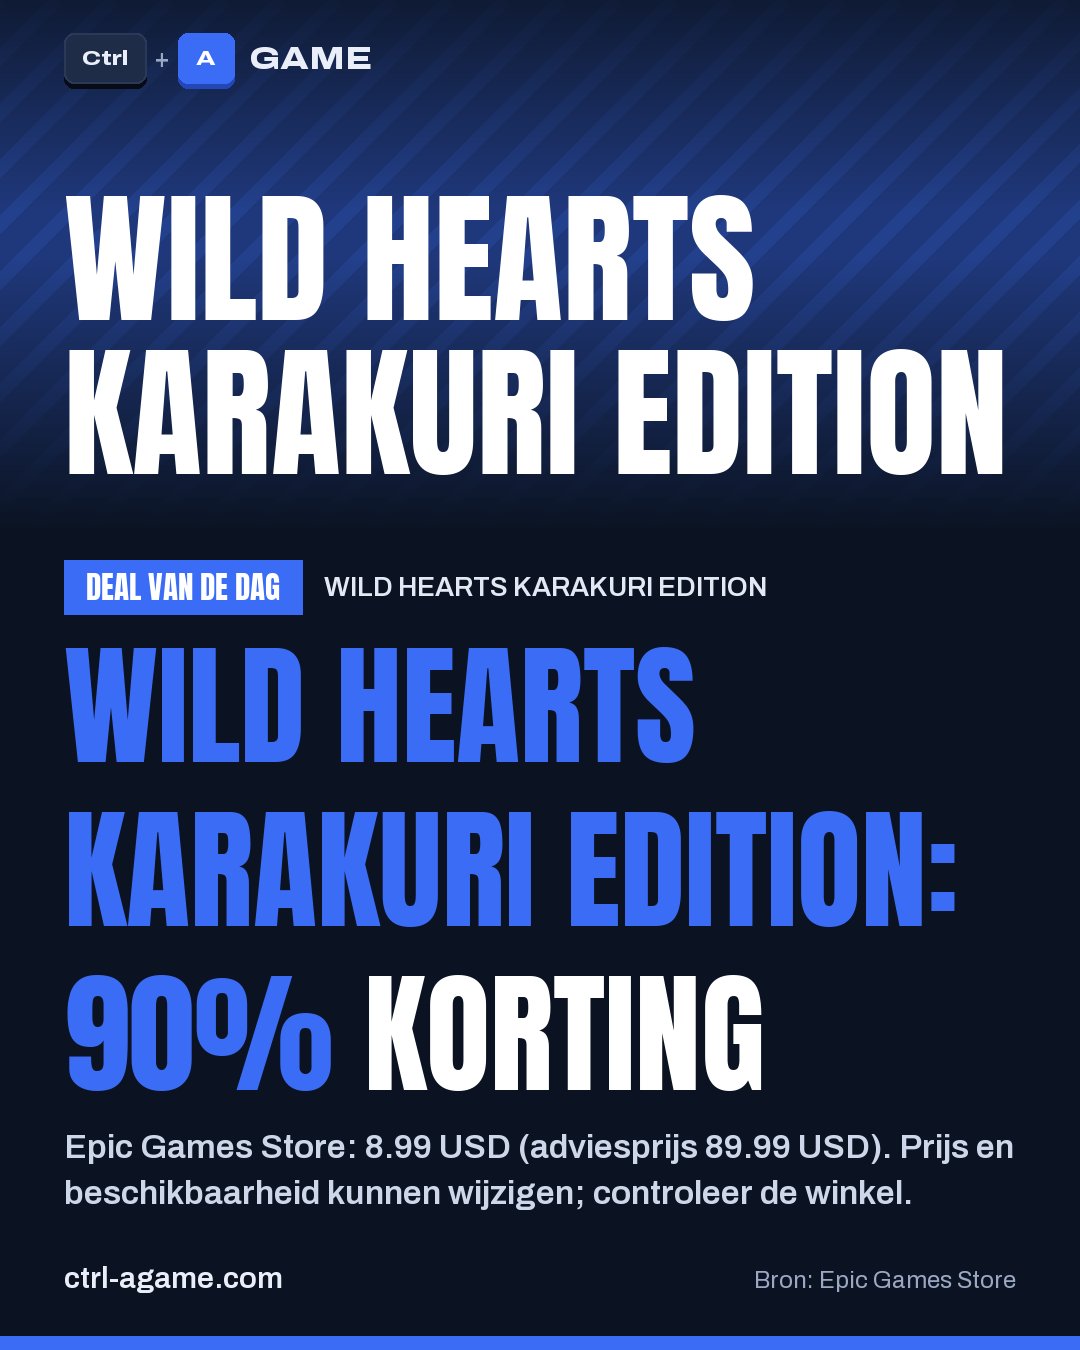 Ctrl + A GAME
WILD HEARTS
KARAKURI EDITION
DEAL VAN DE DAG WILD HEARTS KARAKURI EDITION
WILD HEARTS
KARAKURI EDITION:
90% KORTING
Epic Games Store: 8.99 USD (adviesprijs 89.99 USD). Prijs en
beschikbaarheid kunnen wijzigen; controleer de winkel.
ctrl-agame.com Bron: Epic Games Store